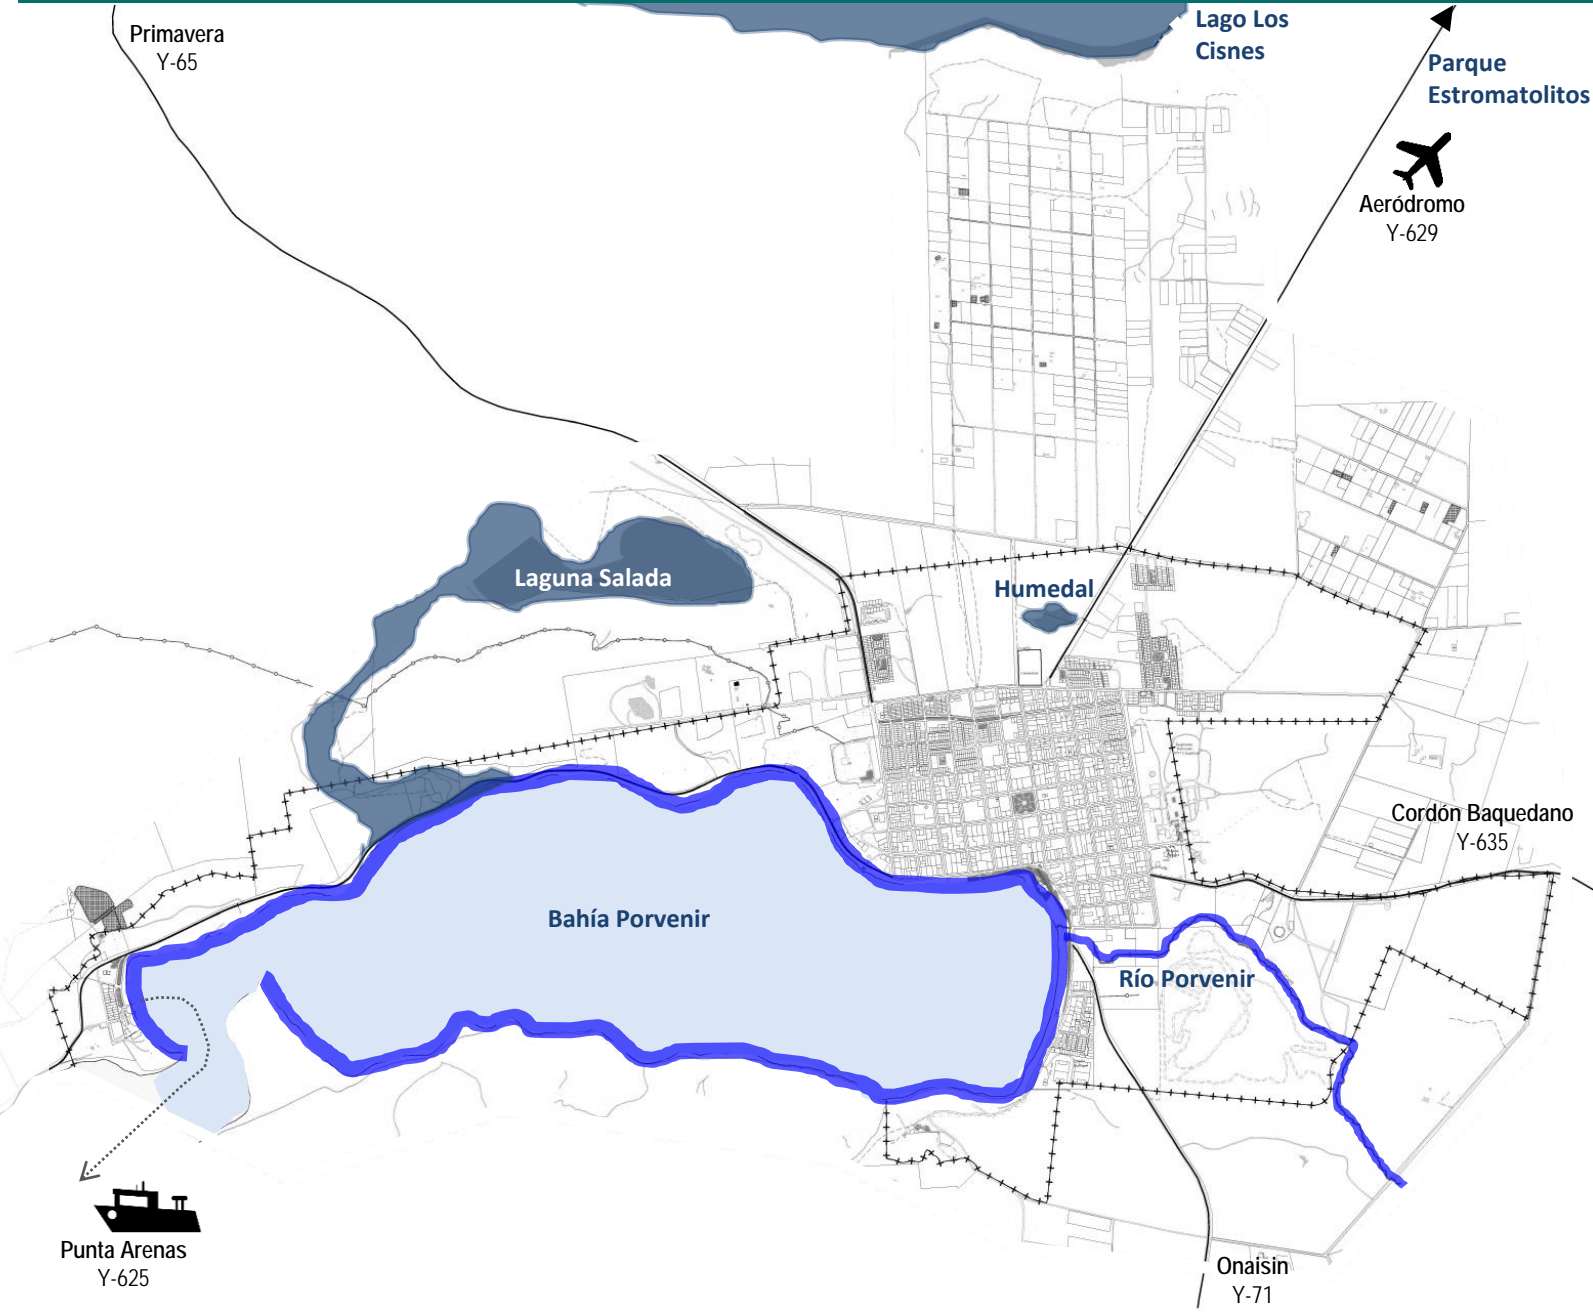 Primavera
Y-65
Lago Los
Cisnes
Parque
Estromatolitos
Aeródromo
Y-629
Laguna Salada
Humedal
Cordón Baquedano
Y-635
Bahía Porvenir
Río Porvenir
Punta Arenas
Y-625
Onaisin
Y-71